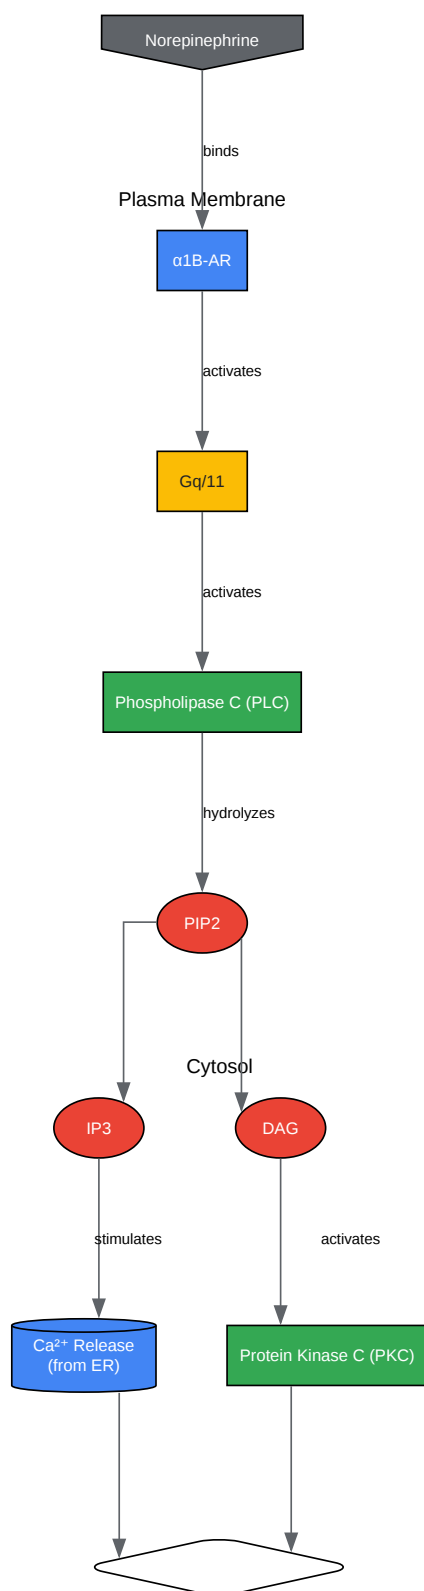 Norepinephrine
binds
Plasma Membrane
α1B-AR
activates
Gq/11
activates
Phospholipase C (PLC)
hydrolyzes
PIP2
Cytosol
IP3
DAG
stimulates
activates
Ca²⁺ Release
(from ER)
Protein Kinase C (PKC)